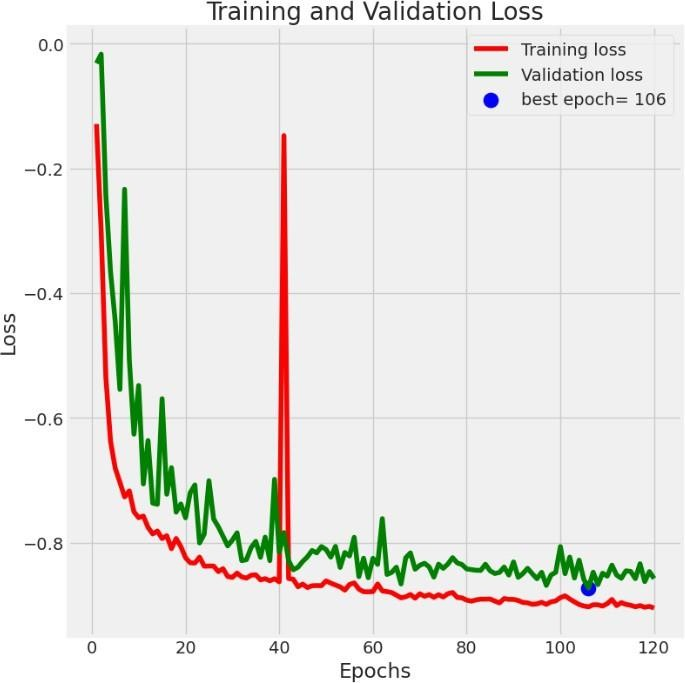 Training and Validation Loss
Training loss
Validation loss
best epoch= 106
0.0
−0.2
−0.4
−0.6
−0.8
Loss
0 20 40 60 80 100 120
Epochs